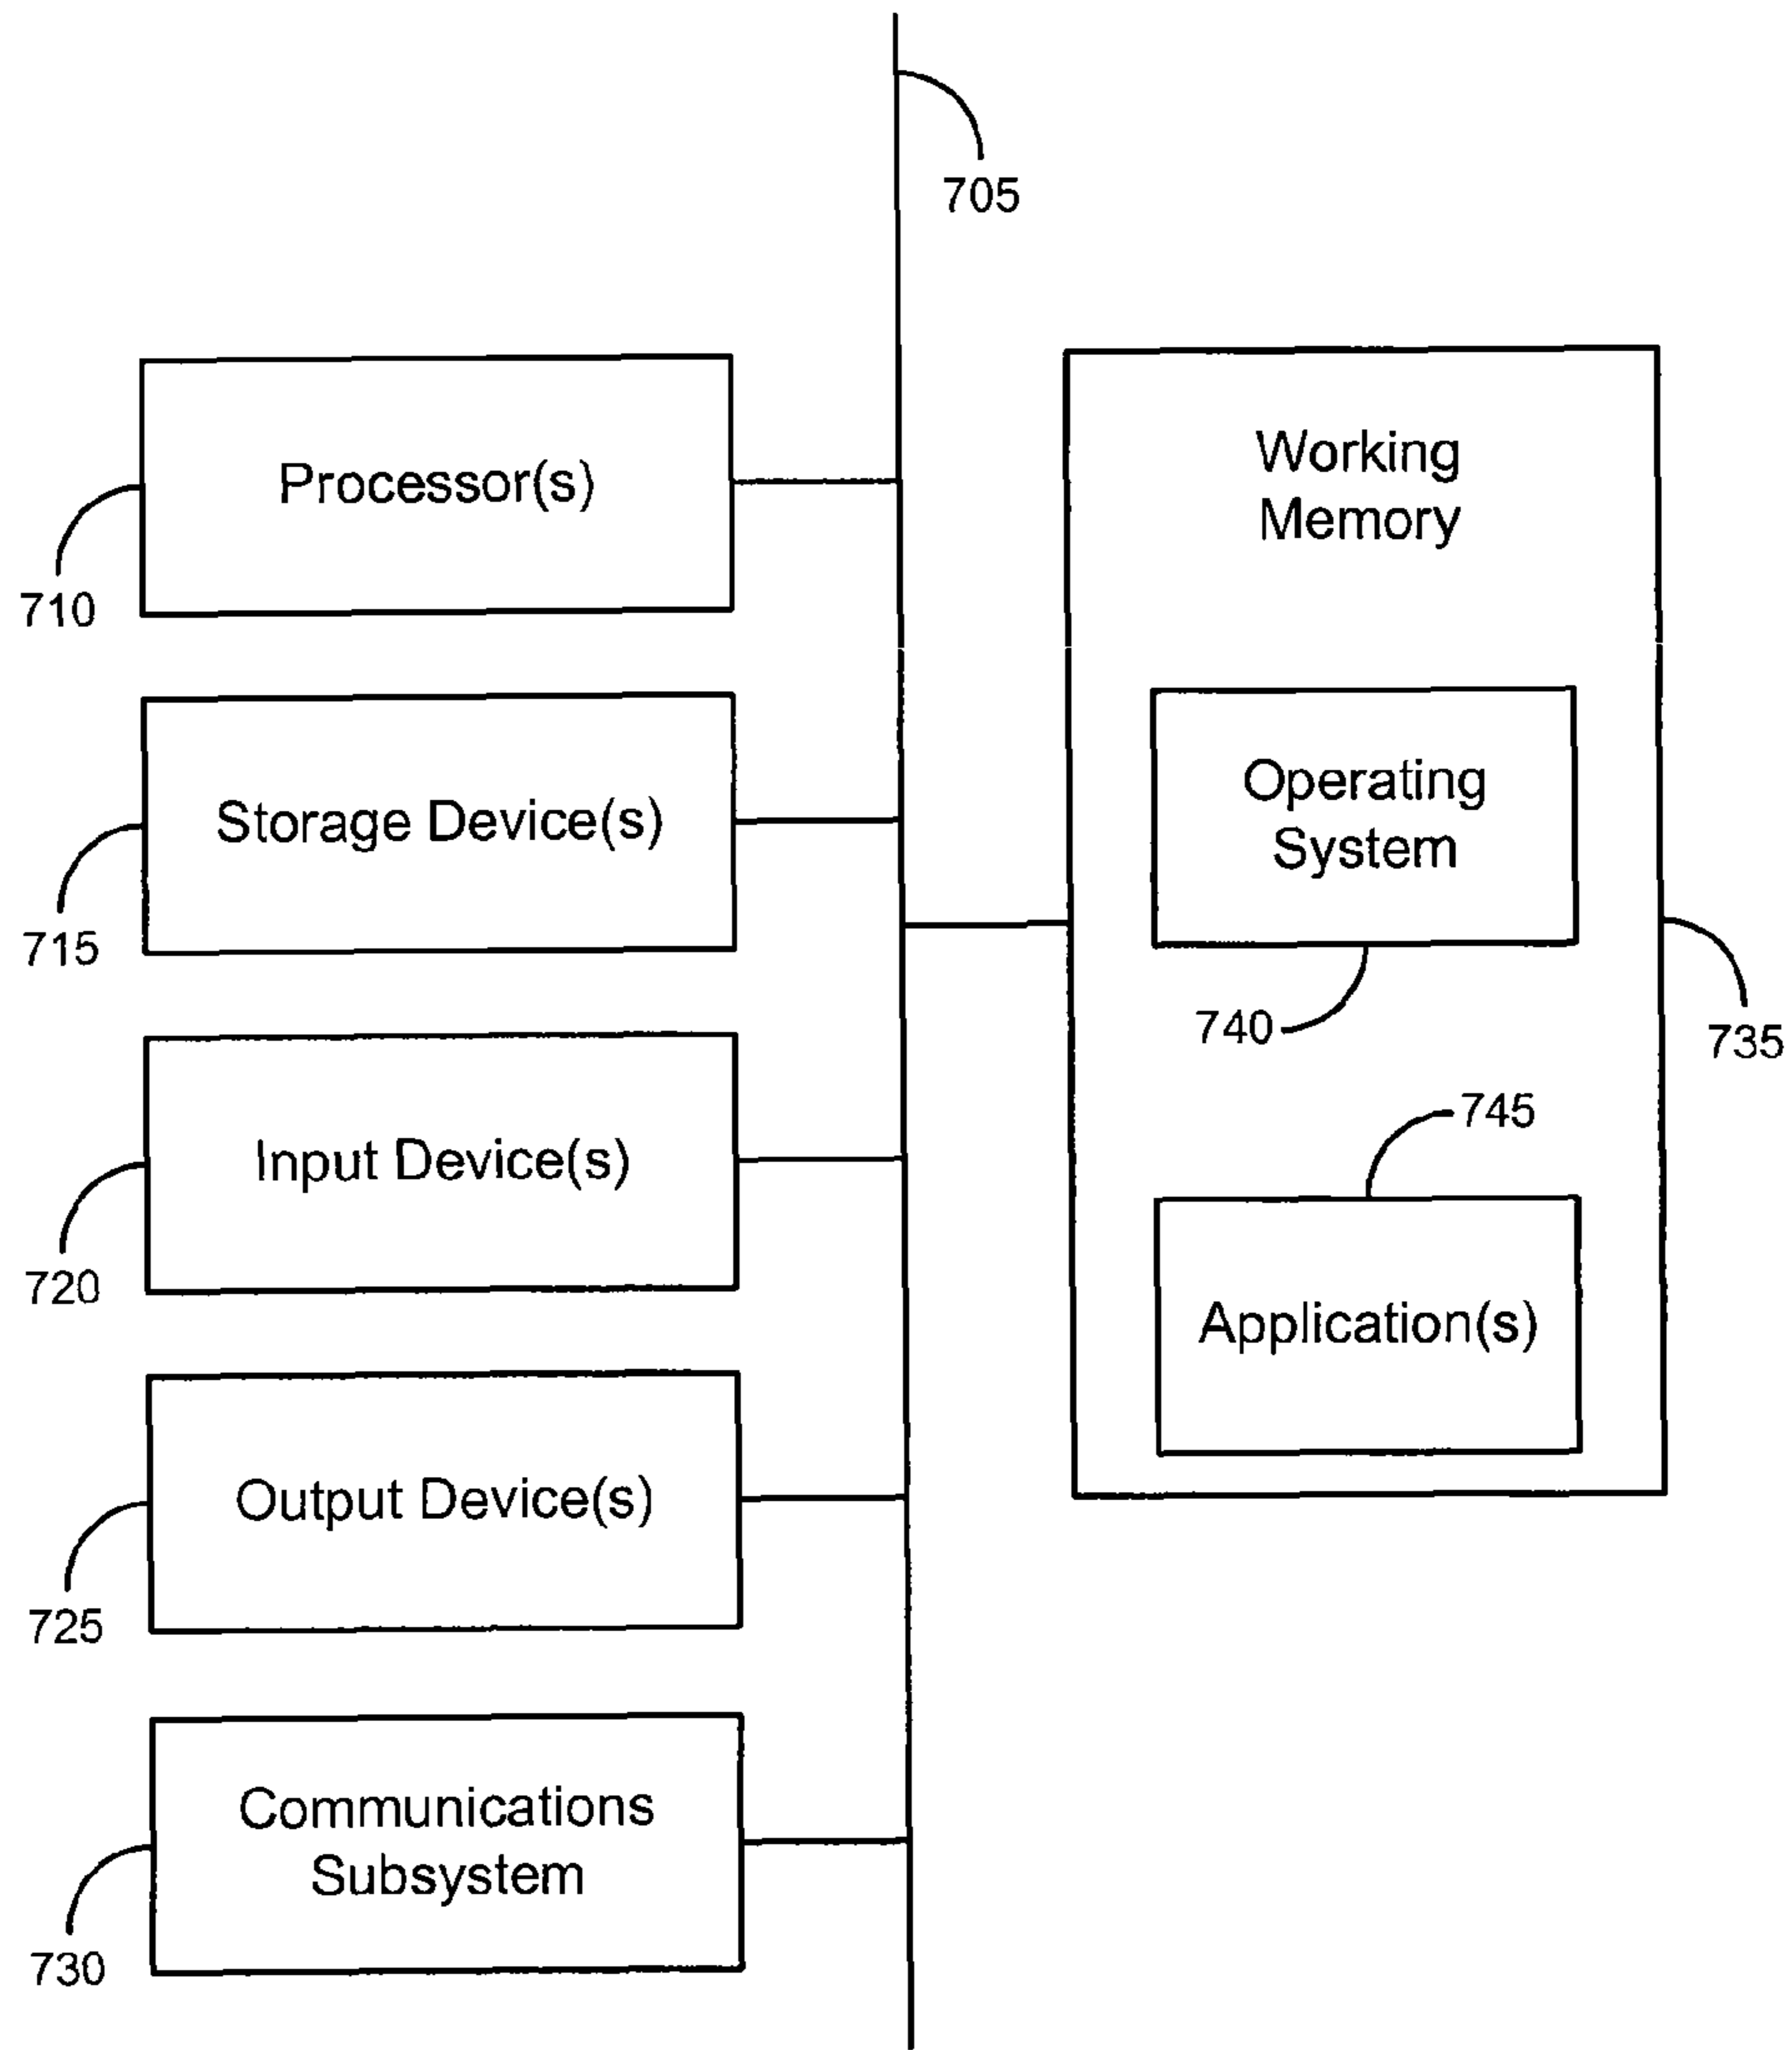 705
Processor(s)
710
Storage Device(s)
715
Input Device(s)
720
Output Device(s)
725
Communications
Subsystem
730
Working
Memory
Operating
System
740
735
745
Application(s)